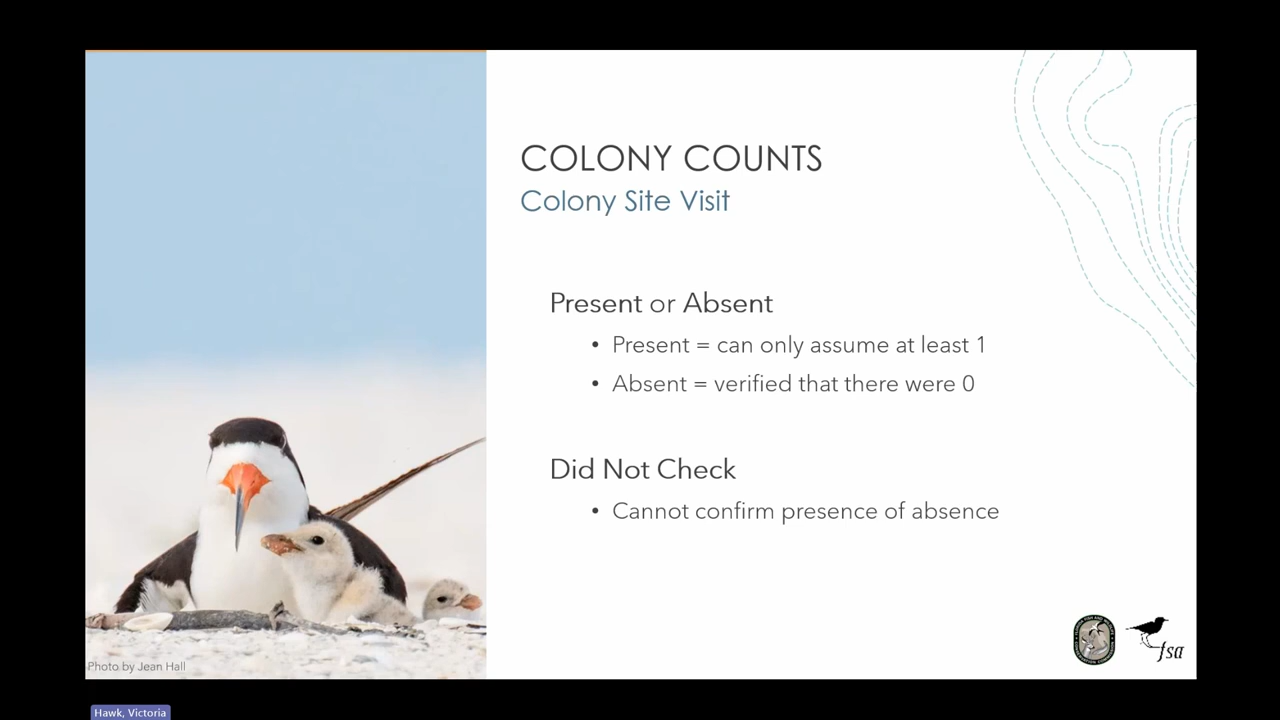 COLONY COUNTS
Colony Site Visit
Present or Absent
• Present = can only assume at least 1
• Absent = verified that there were 0
Did Not Check
• Cannot confirm presence of absence
fsa
Photo by Jean Hall
Hawk, Victoria